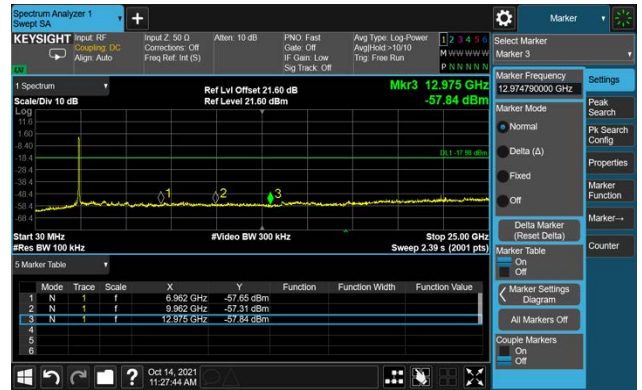 Spectrum Analyzer 1
Swept SA
Marker
KEYSIGHT Input: RF
Coupling: DC
Align: Auto
Input Z: 50 Ω
Corrections: Off
Freq Ref: Int (S)
Atten: 10 dB
PNO: Fast
Gate: Off
IF Gain: Low
Sig Track: Off
Avg Type: Log-Power
Avg|Hold:>10/10
Trig: Free Run
1 2 3 4 5 6
M W W W W W
P N N N N N
Select Marker
Marker 3
1 Spectrum
Scale/Div 10 dB
Log
Ref Lvl Offset 21.60 dB
Ref Level 21.60 dBm
Mkr3 12.975 GHz
-57.84 dBm
11.6
1.60
-8.40
-18.4
-28.4
-38.4
-48.4
-58.4
-68.4
DL1 -17.98 dBm
1
2
3
Start 30 MHz
#Res BW 100 kHz
#Video BW 300 kHz
Stop 25.00 GHz
Sweep 2.39 s (2001 pts)
5 Marker Table
Mode Trace Scale X Y Function Function Width Function Value
1 N 1 f 6.962 GHz -57.65 dBm
2 N 1 f 9.962 GHz -57.31 dBm
3 N 1 f 12.975 GHz -57.84 dBm
4
5
6
Marker Frequency
12.974790000 GHz
Marker Mode
Normal
Delta (Δ)
Fixed
Off
Delta Marker
(Reset Delta)
Marker Table
On
Off
Marker Settings
Diagram
All Markers Off
Couple Markers
On
Off
Settings
Peak
Search
Pk Search
Config
Properties
Marker
Function
Marker→
Counter
Oct 14, 2021
11:27:44 AM